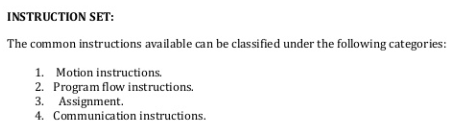 INSTRUCTION SET:
The common instructions available can be classified under the following categories:
1. Motion instructions.
2. Program flow instructions.
3. Assignment.
4. Communication instructions.